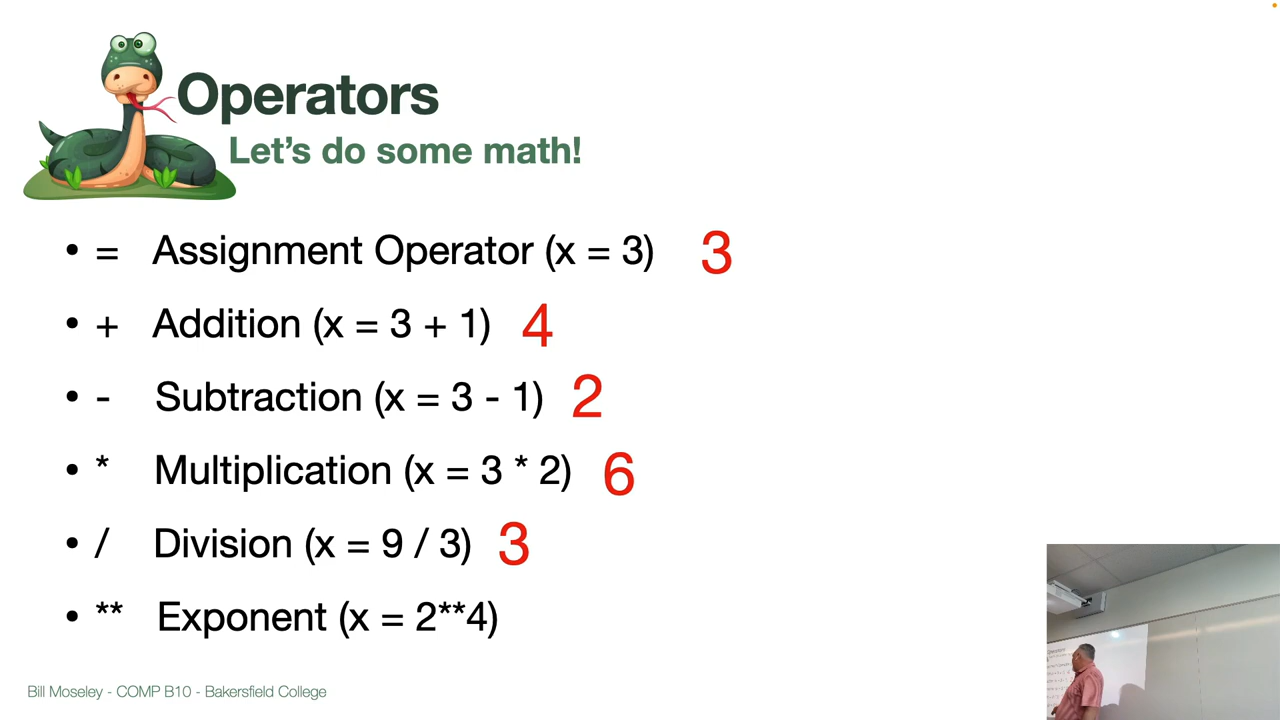 Operators
Let's do some math!
• = Assignment Operator (x = 3) 3
• + Addition (x = 3 + 1) 4
• - Subtraction (x = 3 - 1) 2
• * Multiplication (x = 3 * 2) 6
• / Division (x = 9 / 3) 3
• ** Exponent (x = 2**4)
Bill Moseley - COMP B10 - Bakersfield College